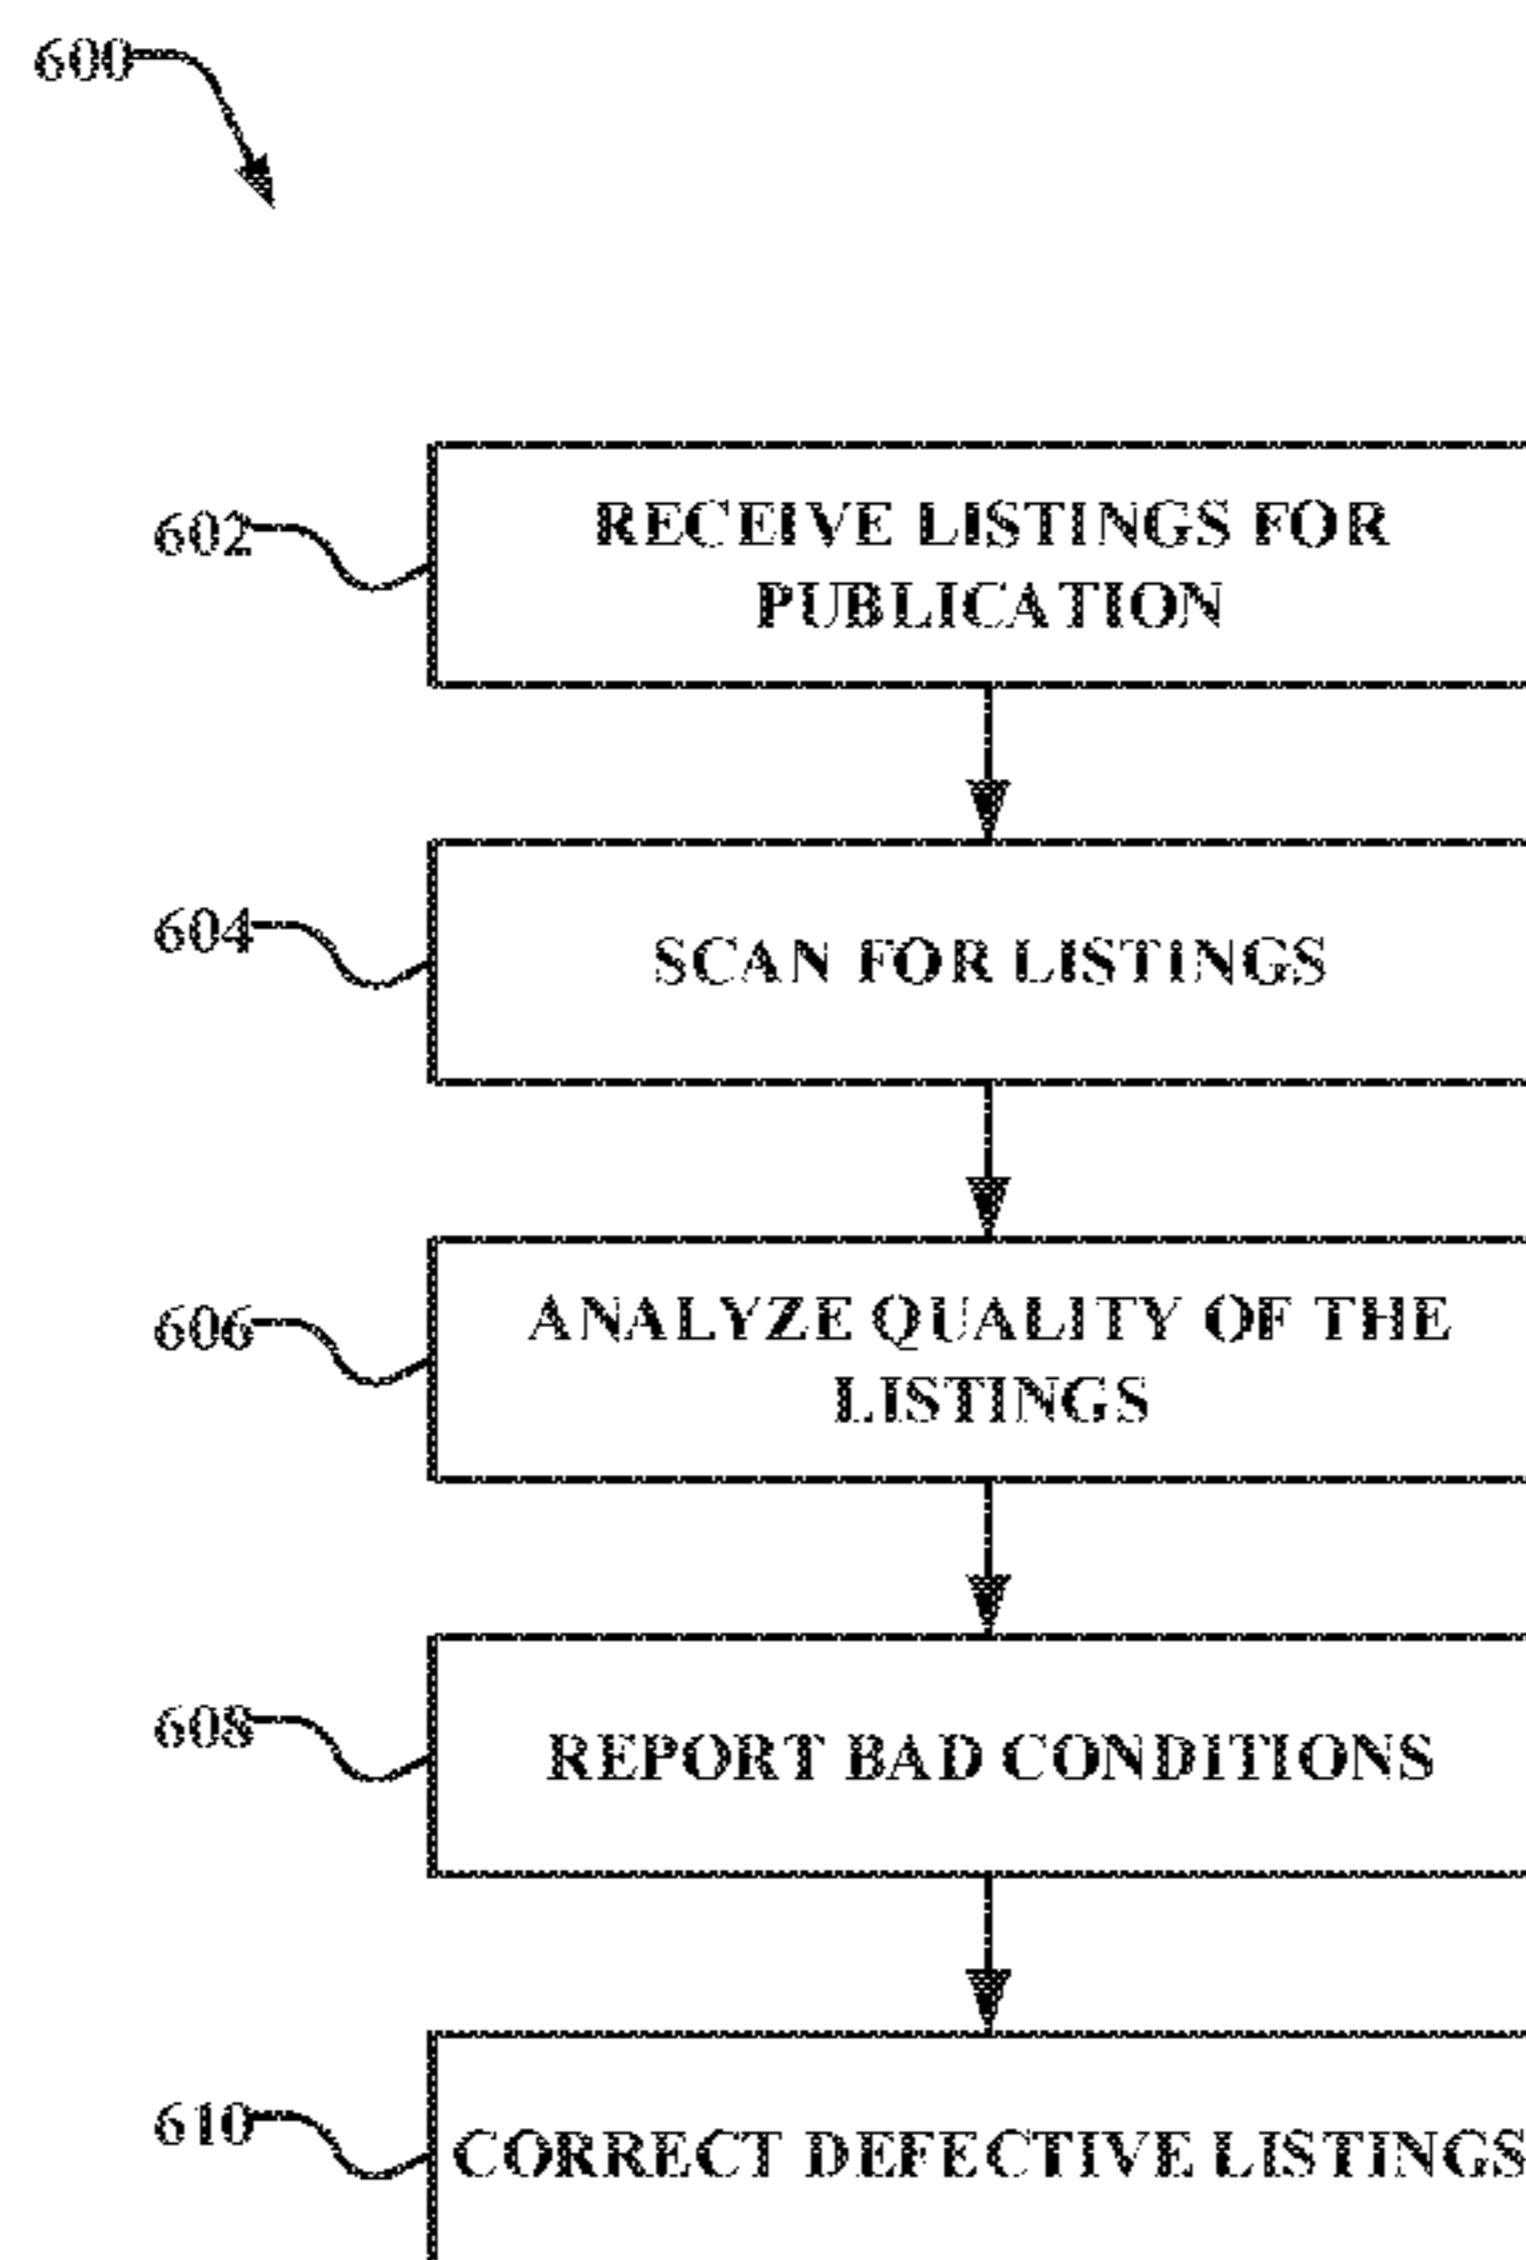 600
602
RECEIVE LISTINGS FOR
PUBLICATION
604
SCAN FOR LISTINGS
606
ANALYZE QUALITY OF THE
LISTINGS
608
REPORT BAD CONDITIONS
610
CORRECT DEFECTIVE LISTINGS